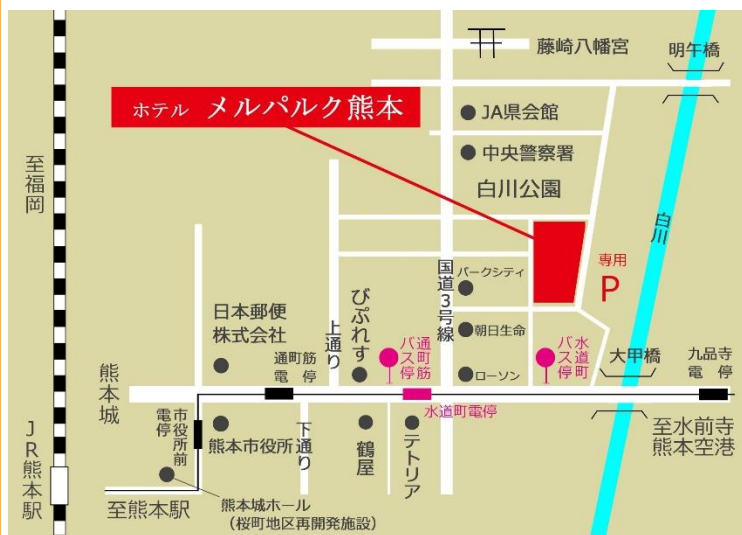 藤崎八幡宮
明午橋
ホテル メルパルク熊本
JA県会館
中央警察署
白川公園
至福岡
白川
専用
P
国道3号線
パークシティ
日本郵便
株式会社
上通り
びぷれす
通町筋
バス停
朝日生命
水道町
バス停
大甲橋
九品寺
電停
通町筋
電停
ローソン
熊本城
水道町電停
市役所前
電停
熊本市役所
下通り
鶴屋
テトリア
至水前寺
熊本空港
JR熊本駅
至熊本駅
熊本城ホール
(桜町地区再開発施設)